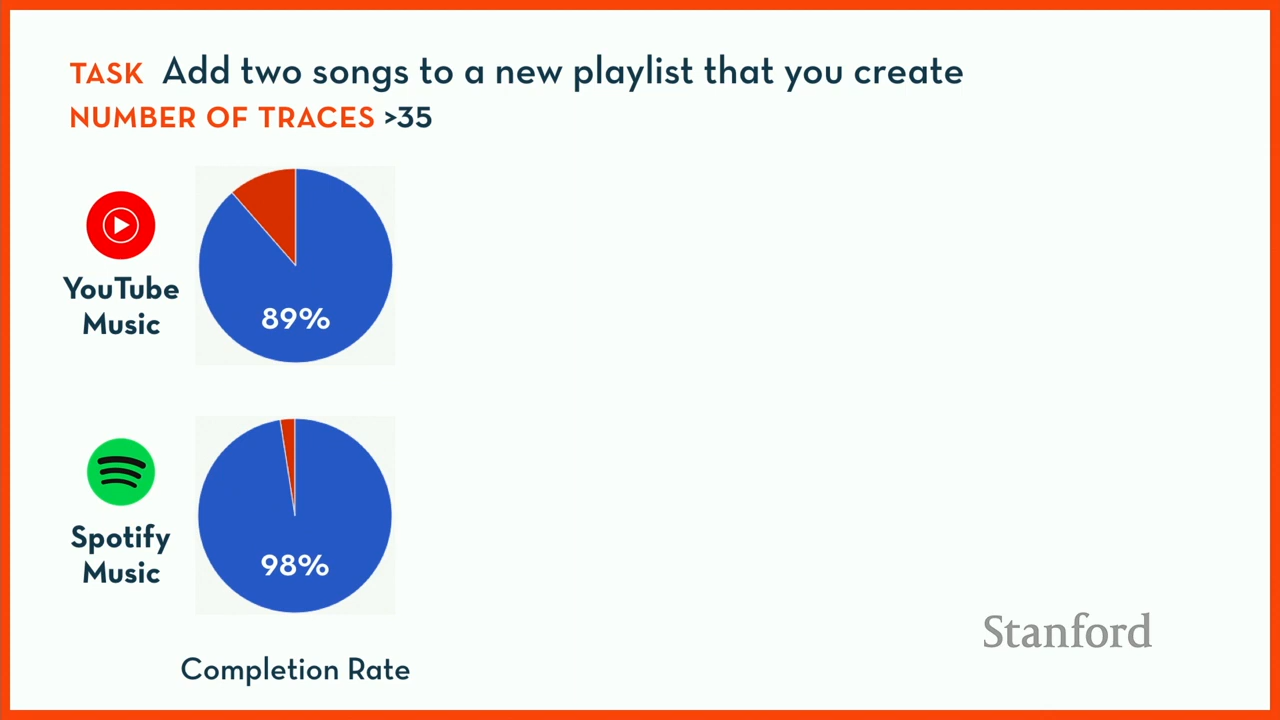 TASK Add two songs to a new playlist that you create
NUMBER OF TRACES >35
YouTube
Music
89%
Spotify
Music
98%
Completion Rate
Stanford